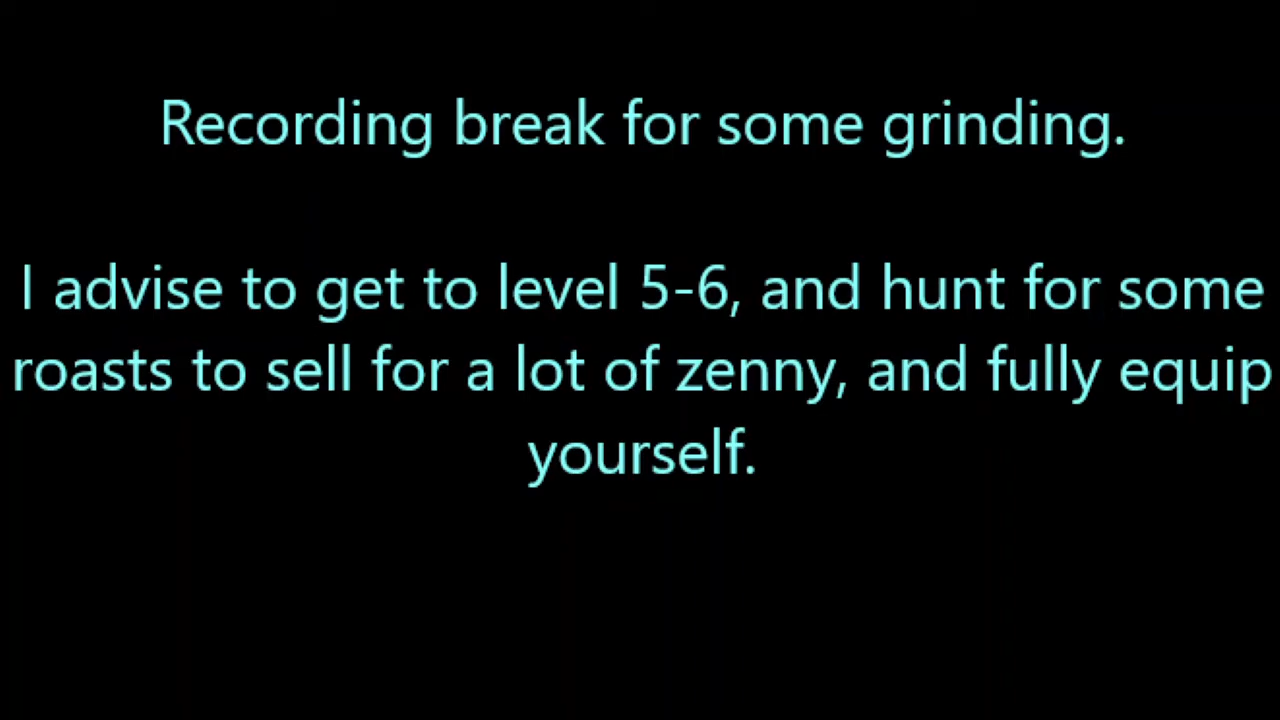 Recording break for some grinding.
I advise to get to level 5-6, and hunt for some
roasts to sell for a lot of zenny, and fully equip
yourself.